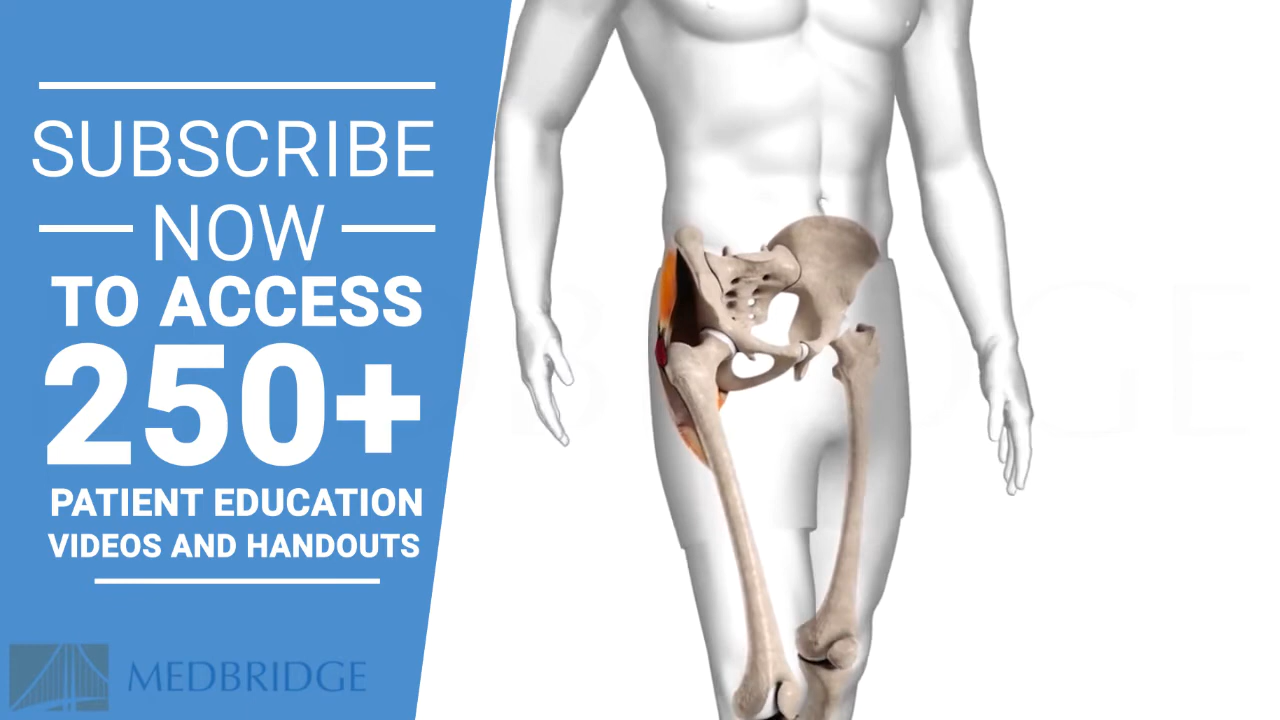 SUBSCRIBE
NOW
TO ACCESS
250+
PATIENT EDUCATION
VIDEOS AND HANDOUTS
MEDBRIDGE